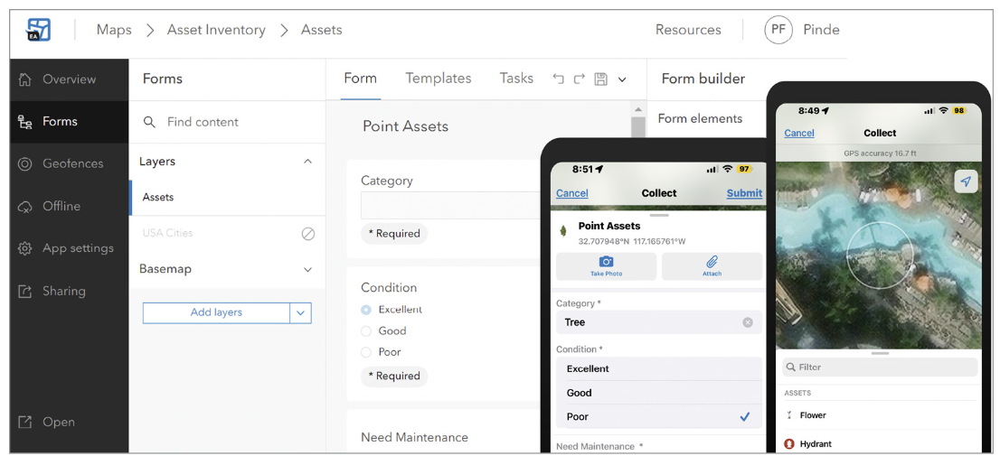 EA
Maps > Asset Inventory > Assets
Resources
PF Pinde
Overview
Forms
Geofences
Offline
App settings
Sharing
Open
Forms
Find content
Layers
Assets
USA Cities
Basemap
Add layers
Form Templates Tasks
Point Assets
Category
* Required
Condition
Excellent
Good
Poor
* Required
Need Maintenance
Form builder
Form elements
8:51 97
Cancel Collect Submit
Point Assets
32.707948°N 117.165761°W
Take Photo Attach
Category *
Tree
Condition *
Excellent
Good
Poor
Need Maintenance *
8:49 98
Cancel Collect
GPS accuracy 16.7 ft
Filter
ASSETS
Flower
Hydrant